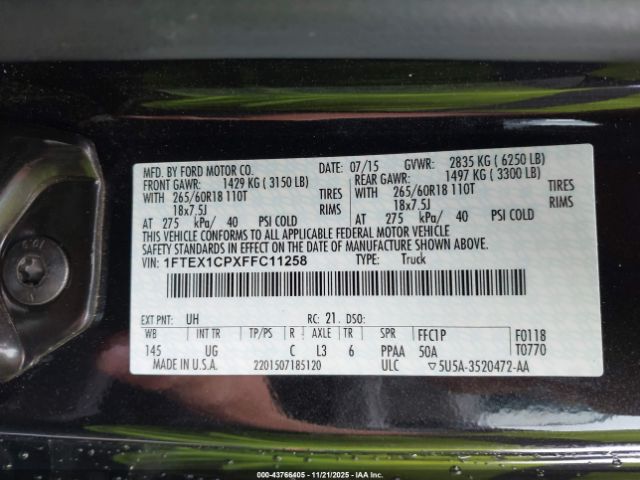 MFD. BY FORD MOTOR CO. 07/15 GVWR: 2835 KG ( 6250 LB)
FRONT GAWR: 1429 KG ( 3150 LB) REAR GAWR: 1497 KG ( 3300 LB)
WITH 265/60R18 110T TIRES WITH 265/60R18 110T TIRES
18x7.5J RIMS 18x7.5J RIMS
AT 275 kPa/ 40 PSI COLD AT 275 kPa/ 40 PSI COLD
THIS VEHICLE CONFORMS TO ALL APPLICABLE FEDERAL MOTOR VEHICLE
SAFETY STANDARDS IN EFFECT ON THE DATE OF MANUFACTURE SHOWN ABOVE.
VIN: 1FTEX1CPXFFC11258 TYPE: Truck
EXT PNT: UH RC: 21. DSO:
WB INT TR TP/PS R AXLE TR SPR FFC1P F0118
145 UG C L3 6 PPAA 50A T0770
MADE IN U.S.A. 2201507185120 ULC ▽5U5A-3520472-AA
000-43766405 - 11/21/2025 - IAA Inc.